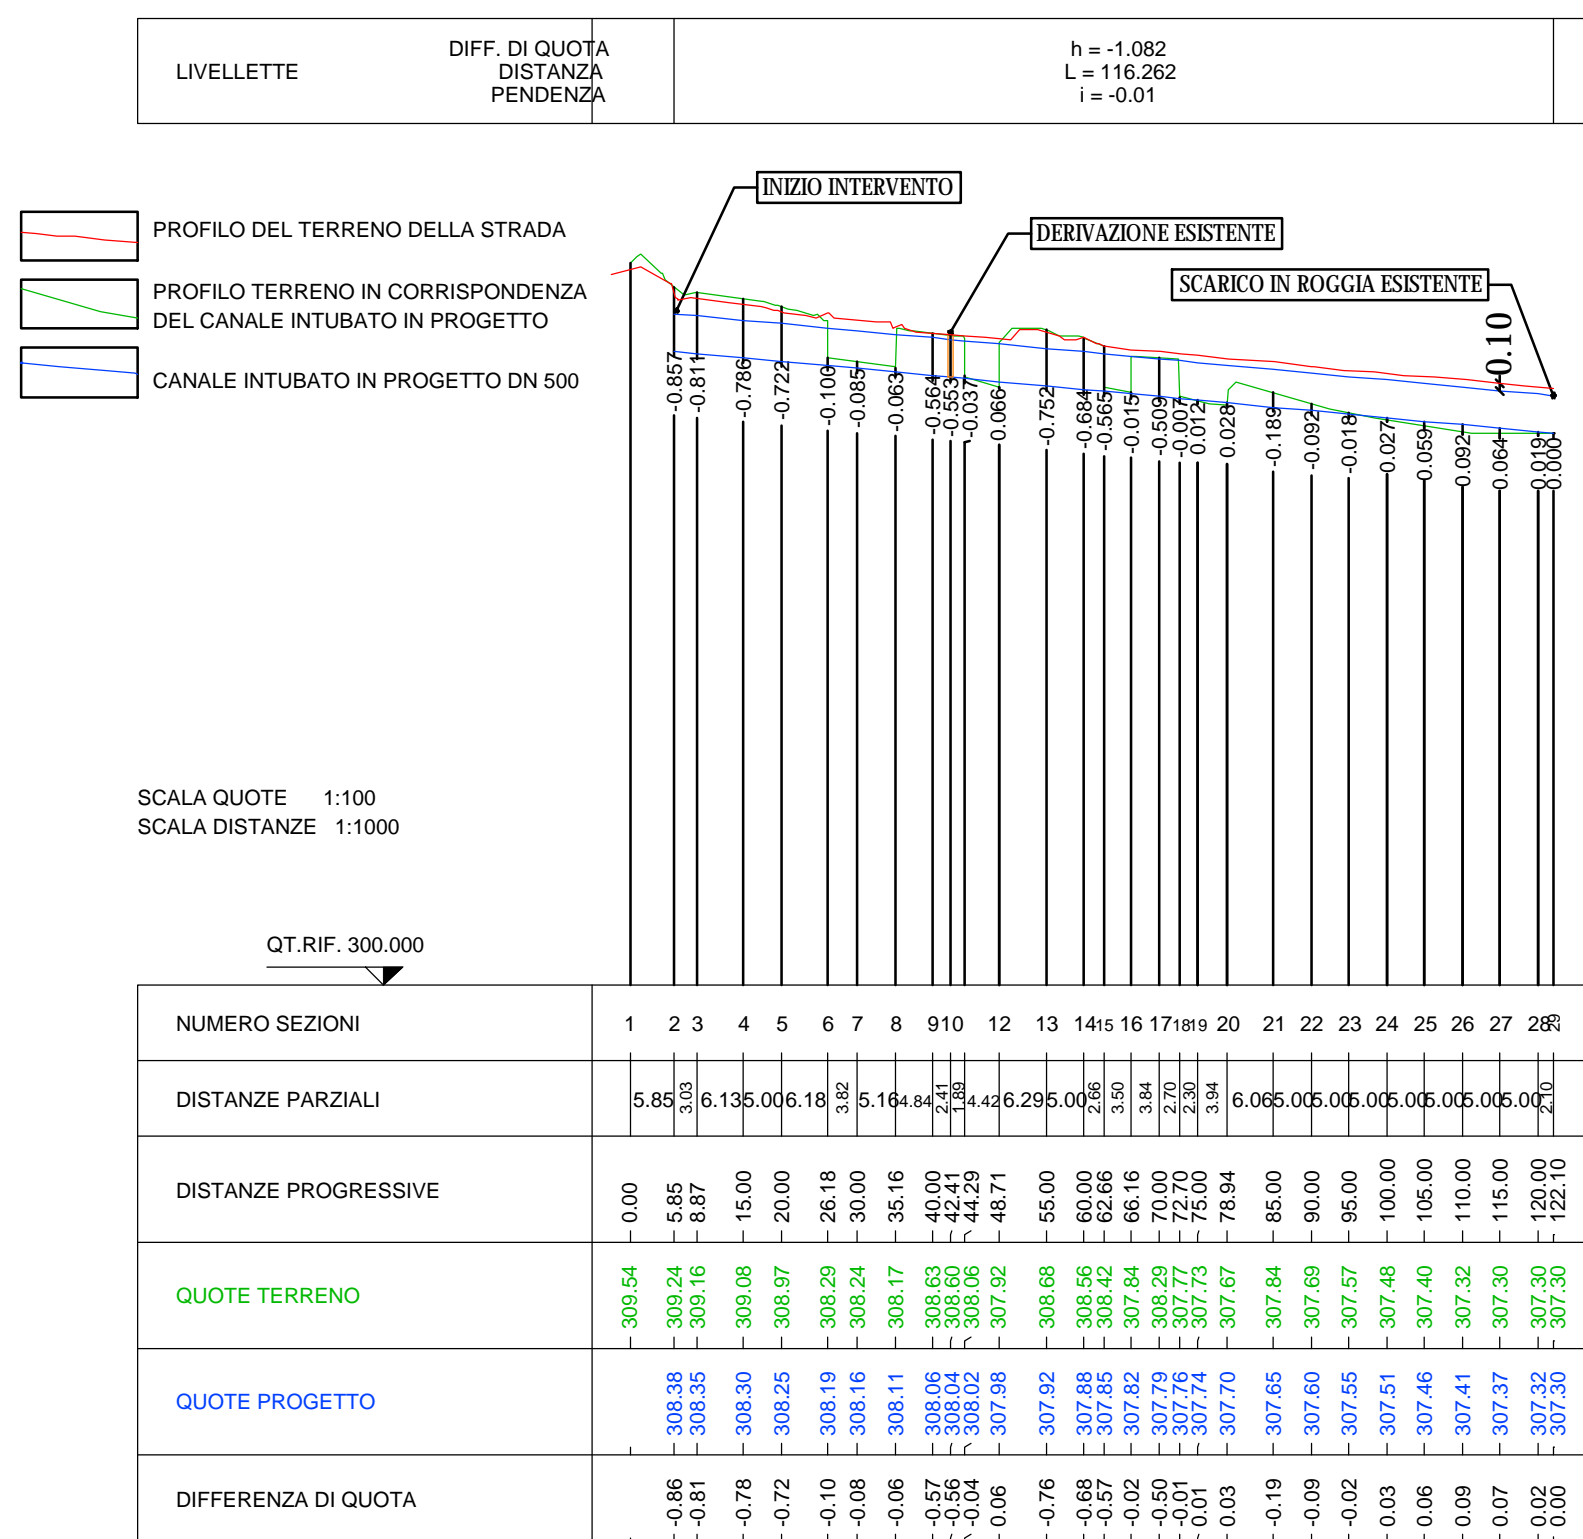 LIVELLETTE
DIFF. DI QUOTA
DISTANZA
PENDENZA
h = -1.082
L = 116.262
i = -0.01
INIZIO INTERVENTO
DERIVAZIONE ESISTENTE
SCARICO IN ROGGIA ESISTENTE
PROFILO DEL TERRENO DELLA STRADA
PROFILO TERRENO IN CORRISPONDENZA
DEL CANALE INTUBATO IN PROGETTO
CANALE INTUBATO IN PROGETTO DN 500
0.10
-0.857 -0.811 -0.786 -0.722 -0.100 -0.085 -0.063 -0.564 -0.553 -0.037 0.066 -0.752 -0.684 -0.565 -0.015 -0.509 -0.007 0.012 0.028 -0.189 -0.092 -0.018 0.027 0.059 0.092 0.064 0.019 0.000
SCALA QUOTE 1:100
SCALA DISTANZE 1:1000
QT.RIF. 300.000
NUMERO SEZIONI 1 2 3 4 5 6 7 8 9 10 12 13 14 15 16 17 18 19 20 21 22 23 24 25 26 27 28 29
DISTANZE PARZIALI 5.85 3.03 6.13 5.00 6.18 3.82 5.16 4.84 2.41 1.89 4.42 6.29 5.00 2.66 3.50 3.84 2.70 2.30 3.94 6.06 5.00 5.00 5.00 5.00 5.00 5.00 5.00 2.10
DISTANZE PROGRESSIVE 0.00 5.85 8.87 15.00 20.00 26.18 30.00 35.16 40.00 42.41 44.29 48.71 55.00 60.00 62.66 66.16 70.00 72.70 75.00 78.94 85.00 90.00 95.00 100.00 105.00 110.00 115.00 120.00 122.10
QUOTE TERRENO 309.54 309.24 309.16 309.08 308.97 308.29 308.24 308.17 308.63 308.60 308.06 307.92 308.68 308.56 308.42 307.84 308.29 307.77 307.73 307.67 307.84 307.69 307.57 307.48 307.40 307.32 307.30 307.30 307.30
QUOTE PROGETTO 308.38 308.35 308.30 308.25 308.19 308.16 308.11 308.06 308.04 308.02 307.98 307.92 307.88 307.85 307.82 307.79 307.76 307.74 307.70 307.65 307.60 307.55 307.51 307.46 307.41 307.37 307.32 307.30
DIFFERENZA DI QUOTA -0.86 -0.81 -0.78 -0.72 -0.10 -0.08 -0.06 -0.57 -0.56 -0.04 0.06 -0.76 -0.68 -0.57 -0.02 -0.50 -0.01 0.01 0.03 -0.19 -0.09 -0.02 0.03 0.06 0.09 0.07 0.02 0.00